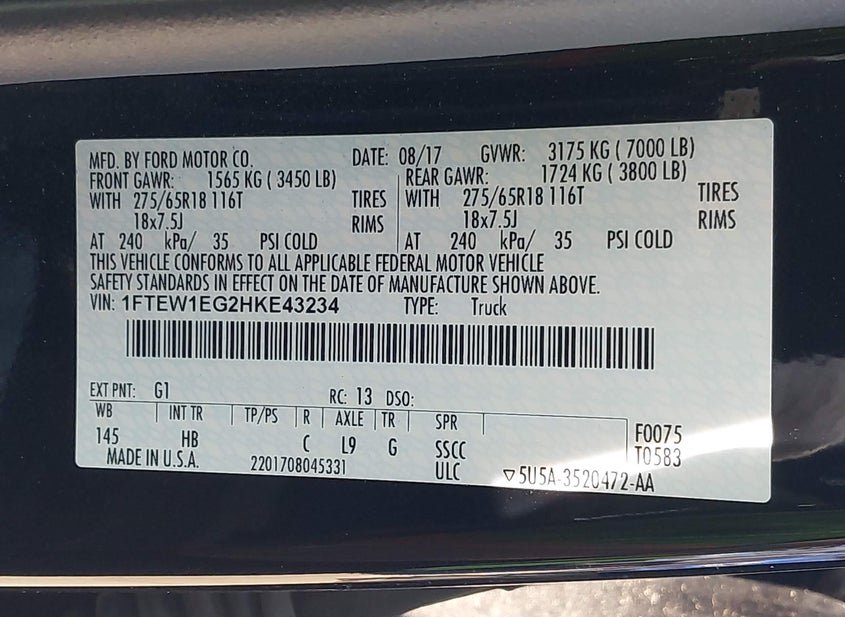 MFD. BY FORD MOTOR CO. DATE: 08/17 GVWR: 3175 KG ( 7000 LB)
FRONT GAWR: 1565 KG ( 3450 LB) REAR GAWR: 1724 KG ( 3800 LB)
WITH 275/65R18 116T TIRES WITH 275/65R18 116T TIRES
18x7.5J RIMS 18x7.5J RIMS
AT 240 kPa/ 35 PSI COLD AT 240 kPa/ 35 PSI COLD
THIS VEHICLE CONFORMS TO ALL APPLICABLE FEDERAL MOTOR VEHICLE
SAFETY STANDARDS IN EFFECT ON THE DATE OF MANUFACTURE SHOWN ABOVE.
VIN: 1FTEW1EG2HKE43234 TYPE: Truck
EXT PNT: G1 RC: 13 DSO:
WB INT TR TP/PS R AXLE TR SPR
145 HB C L9 G SSCC F0075
MADE IN U.S.A. 2201708045331 ULC T0583
▽5U5A-3520472-AA